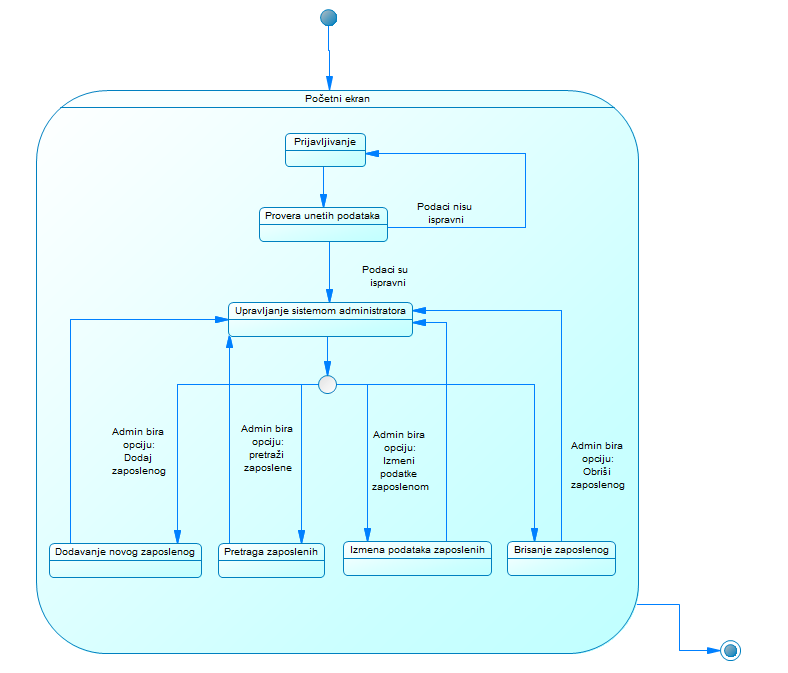 Početni ekran
Prijavljivanje
Provera unetih podataka
Podaci nisu
ispravni
Podaci su
ispravni
Upravljanje sistemom administratora
Admin bira
opciju:
Dodaj
zaposlenog
Admin bira
opciju:
pretraži
zaposlene
Admin bira
opciju:
Izmeni
podatke
zaposlenom
Admin bira
opciju:
Obriši
zaposlenog
Dodavanje novog zaposlenog
Pretraga zaposlenih
Izmena podataka zaposlenih
Brisanje zaposlenog